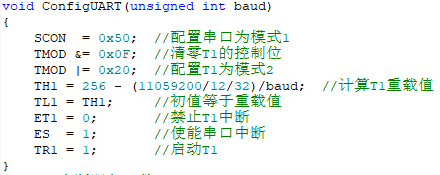 void ConfigUART(unsigned int baud)
{
SCON = 0x50; //配置串口为模式1
TMOD &= 0x0F; //清零T1的控制位
TMOD |= 0x20; //配置T1为模式2
TH1 = 256 - (11059200/12/32)/baud; //计算T1重载值
TL1 = TH1; //初值等于重载值
ET1 = 0; //禁止T1中断
ES = 1; //使能串口中断
TR1 = 1; //启动T1
}